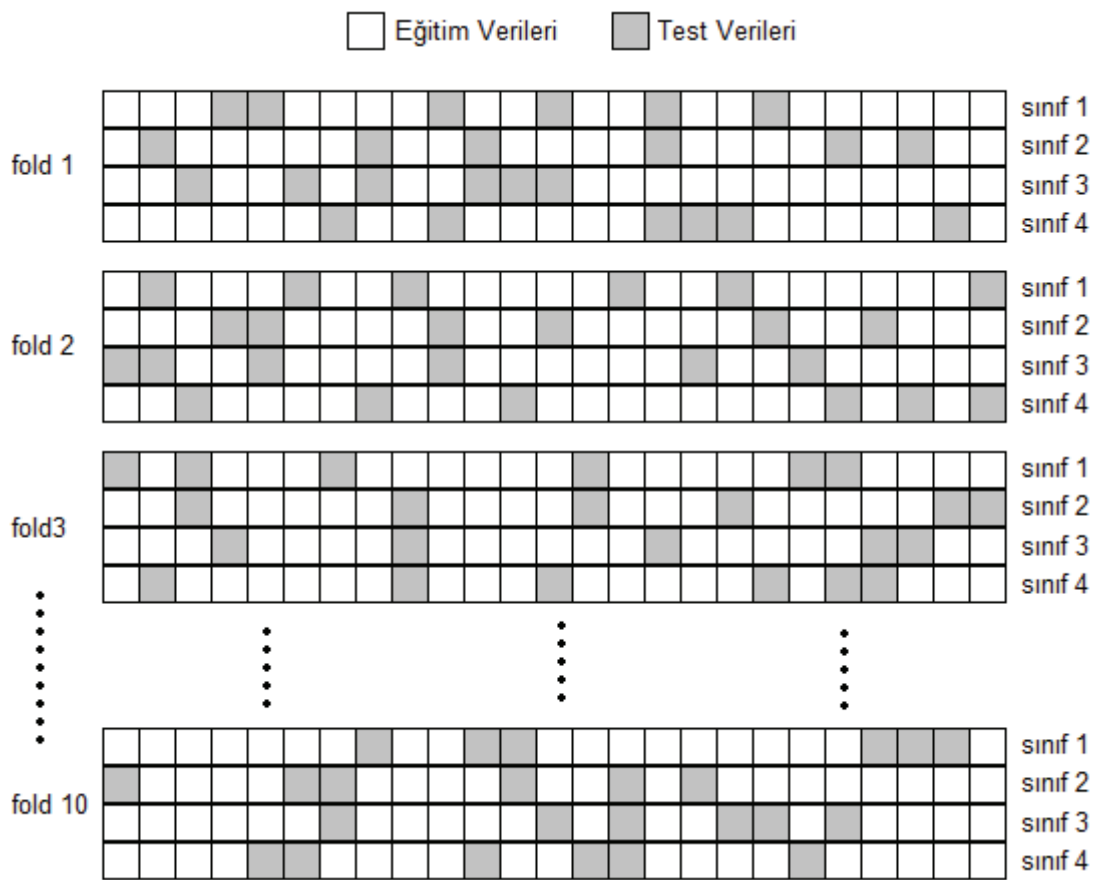 Eğitim Verileri Test Verileri
sınıf 1
sınıf 2
fold 1
sınıf 3
sınıf 4
sınıf 1
sınıf 2
fold 2
sınıf 3
sınıf 4
sınıf 1
sınıf 2
fold3
sınıf 3
sınıf 4
sınıf 1
sınıf 2
fold 10
sınıf 3
sınıf 4